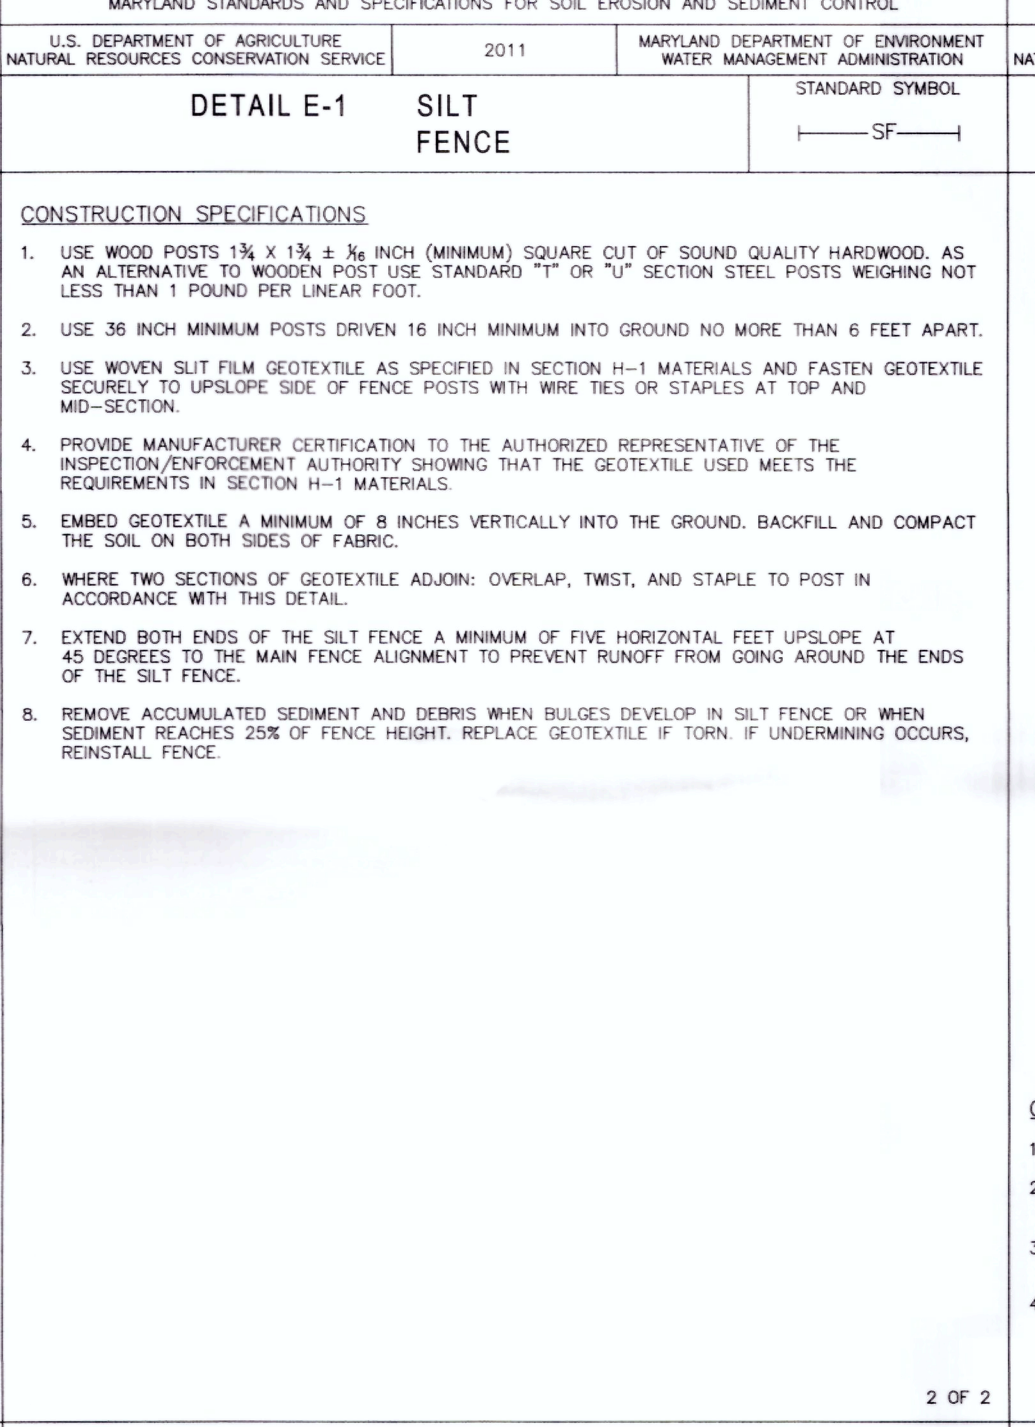 MARYLAND STANDARDS AND SPECIFICATIONS FOR SOIL EROSION AND SEDIMENT CONTROL
U.S. DEPARTMENT OF AGRICULTURE
NATURAL RESOURCES CONSERVATION SERVICE
2011
MARYLAND DEPARTMENT OF ENVIRONMENT
WATER MANAGEMENT ADMINISTRATION
DETAIL E-1 SILT
FENCE
STANDARD SYMBOL
SF
CONSTRUCTION SPECIFICATIONS
1. USE WOOD POSTS 1¾ X 1¾ ± 1/16 INCH (MINIMUM) SQUARE CUT OF SOUND QUALITY HARDWOOD. AS
AN ALTERNATIVE TO WOODEN POST USE STANDARD "T" OR "U" SECTION STEEL POSTS WEIGHING NOT
LESS THAN 1 POUND PER LINEAR FOOT.
2. USE 36 INCH MINIMUM POSTS DRIVEN 16 INCH MINIMUM INTO GROUND NO MORE THAN 6 FEET APART.
3. USE WOVEN SLIT FILM GEOTEXTILE AS SPECIFIED IN SECTION H-1 MATERIALS AND FASTEN GEOTEXTILE
SECURELY TO UPSLOPE SIDE OF FENCE POSTS WITH WIRE TIES OR STAPLES AT TOP AND
MID-SECTION.
4. PROVIDE MANUFACTURER CERTIFICATION TO THE AUTHORIZED REPRESENTATIVE OF THE
INSPECTION/ENFORCEMENT AUTHORITY SHOWING THAT THE GEOTEXTILE USED MEETS THE
REQUIREMENTS IN SECTION H-1 MATERIALS.
5. EMBED GEOTEXTILE A MINIMUM OF 8 INCHES VERTICALLY INTO THE GROUND. BACKFILL AND COMPACT
THE SOIL ON BOTH SIDES OF FABRIC.
6. WHERE TWO SECTIONS OF GEOTEXTILE ADJOIN: OVERLAP, TWIST, AND STAPLE TO POST IN
ACCORDANCE WITH THIS DETAIL.
7. EXTEND BOTH ENDS OF THE SILT FENCE A MINIMUM OF FIVE HORIZONTAL FEET UPSLOPE AT
45 DEGREES TO THE MAIN FENCE ALIGNMENT TO PREVENT RUNOFF FROM GOING AROUND THE ENDS
OF THE SILT FENCE.
8. REMOVE ACCUMULATED SEDIMENT AND DEBRIS WHEN BULGES DEVELOP IN SILT FENCE OR WHEN
SEDIMENT REACHES 25% OF FENCE HEIGHT. REPLACE GEOTEXTILE IF TORN. IF UNDERMINING OCCURS,
REINSTALL FENCE.
2 OF 2